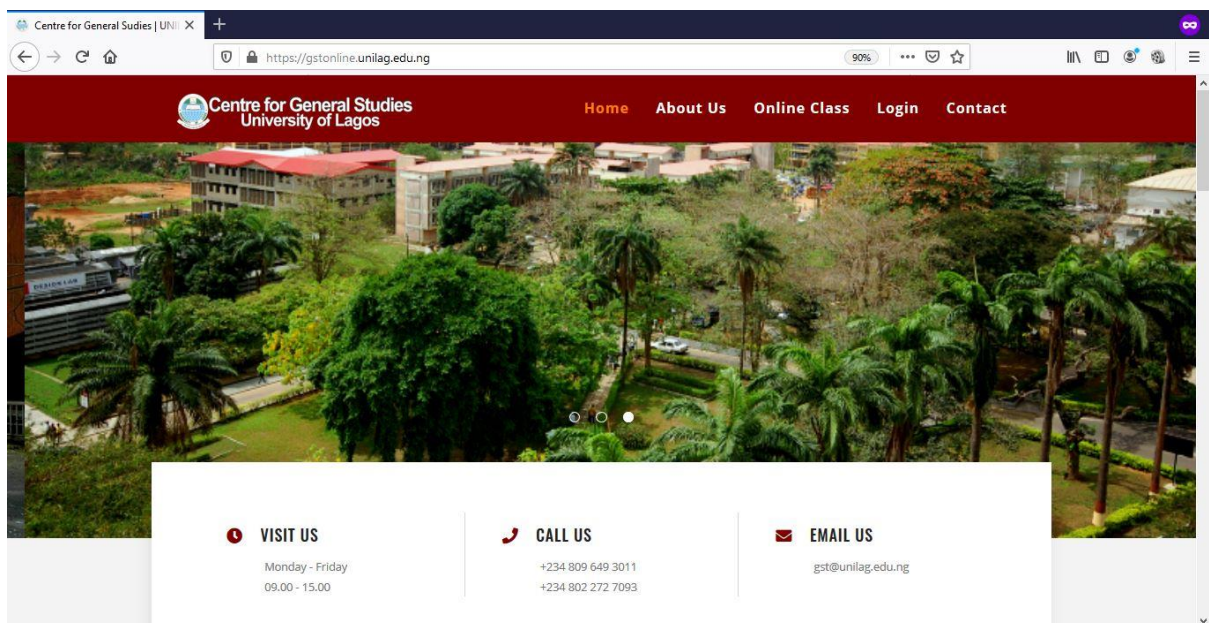 Centre for General Sudies | UNI
https://gstonline.unilag.edu.ng
90%
Centre for General Studies
University of Lagos
Home About Us Online Class Login Contact
DESIGN LAB
VISIT US
Monday - Friday
09.00 - 15.00
CALL US
+234 809 649 3011
+234 802 272 7093
EMAIL US
gst@unilag.edu.ng